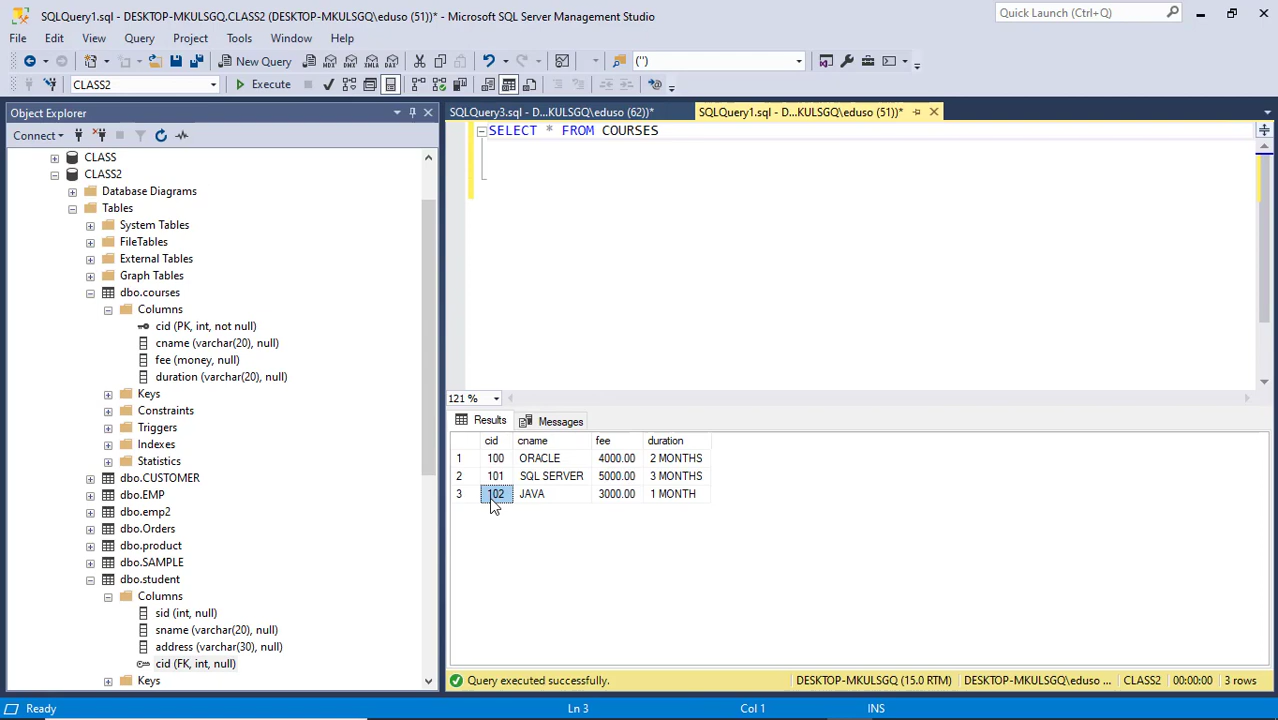 SQLQuery1.sql - DESKTOP-MKULSGQ.CLASS2 (DESKTOP-MKULSGQ\eduso (51))* - Microsoft SQL Server Management Studio
Quick Launch (Ctrl+Q)
File Edit View Query Project Tools Window Help
New Query
MDX DMX XMLA DAX
('')
CLASS2
Execute
Object Explorer
SQLQuery3.sql - D...KULSGQ\eduso (62))*
SQLQuery1.sql - D...KULSGQ\eduso (51))*
Connect
SELECT * FROM COURSES
CLASS
CLASS2
Database Diagrams
Tables
System Tables
FileTables
External Tables
Graph Tables
dbo.courses
Columns
cid (PK, int, not null)
cname (varchar(20), null)
fee (money, null)
duration (varchar(20), null)
Keys
Constraints
Triggers
Indexes
Statistics
dbo.CUSTOMER
dbo.EMP
dbo.emp2
dbo.Orders
dbo.product
dbo.SAMPLE
dbo.student
Columns
sid (int, null)
sname (varchar(20), null)
address (varchar(30), null)
cid (FK, int, null)
Keys
121 %
Results Messages
cid cname fee duration
1 100 ORACLE 4000.00 2 MONTHS
2 101 SQL SERVER 5000.00 3 MONTHS
3 102 JAVA 3000.00 1 MONTH
Query executed successfully.
DESKTOP-MKULSGQ (15.0 RTM) DESKTOP-MKULSGQ\eduso ... CLASS2 00:00:00 3 rows
Ready Ln 3 Col 1 INS